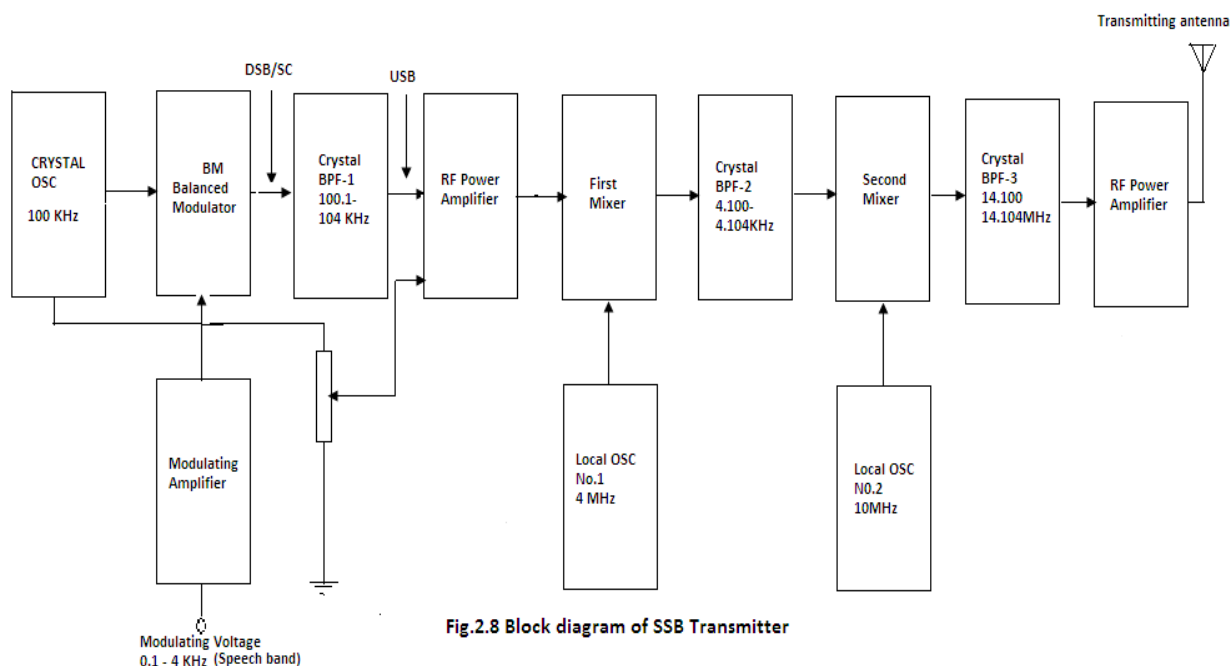 Transmitting antenna
DSB/SC
USB
CRYSTAL
OSC
100 KHz
BM
Balanced
Modulator
Crystal
BPF-1
100.1-
104 KHz
RF Power
Amplifier
First
Mixer
Crystal
BPF-2
4.100-
4.104KHz
Second
Mixer
Crystal
BPF-3
14.100
14.104MHz
RF Power
Amplifier
Modulating
Amplifier
Local OSC
No.1
4 MHz
Local OSC
N0.2
10MHz
Modulating Voltage
0.1 - 4 KHz (Speech band)
Fig.2.8 Block diagram of SSB Transmitter